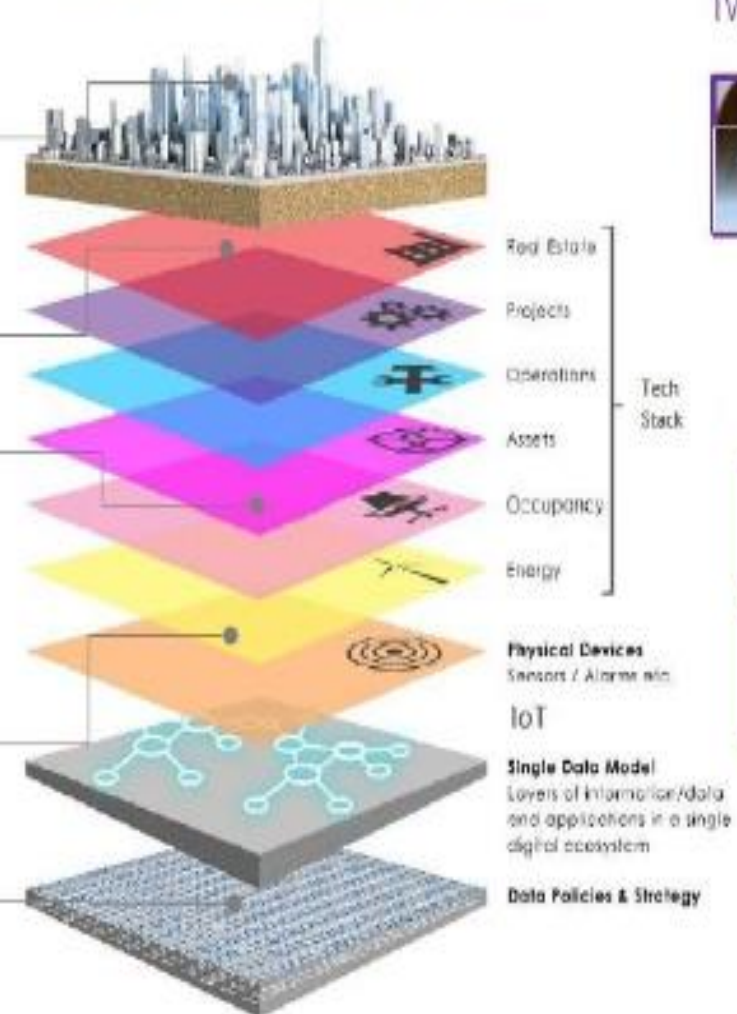 Real Estate
Projects
Operations
Tech
Stack
Assets
Occupancy
Energy
Physical Devices
Sensors / Alarms etc.
IoT
Single Data Model
Layers of information/data
and applications in a single
digital ecosystem
Data Policies & Strategy